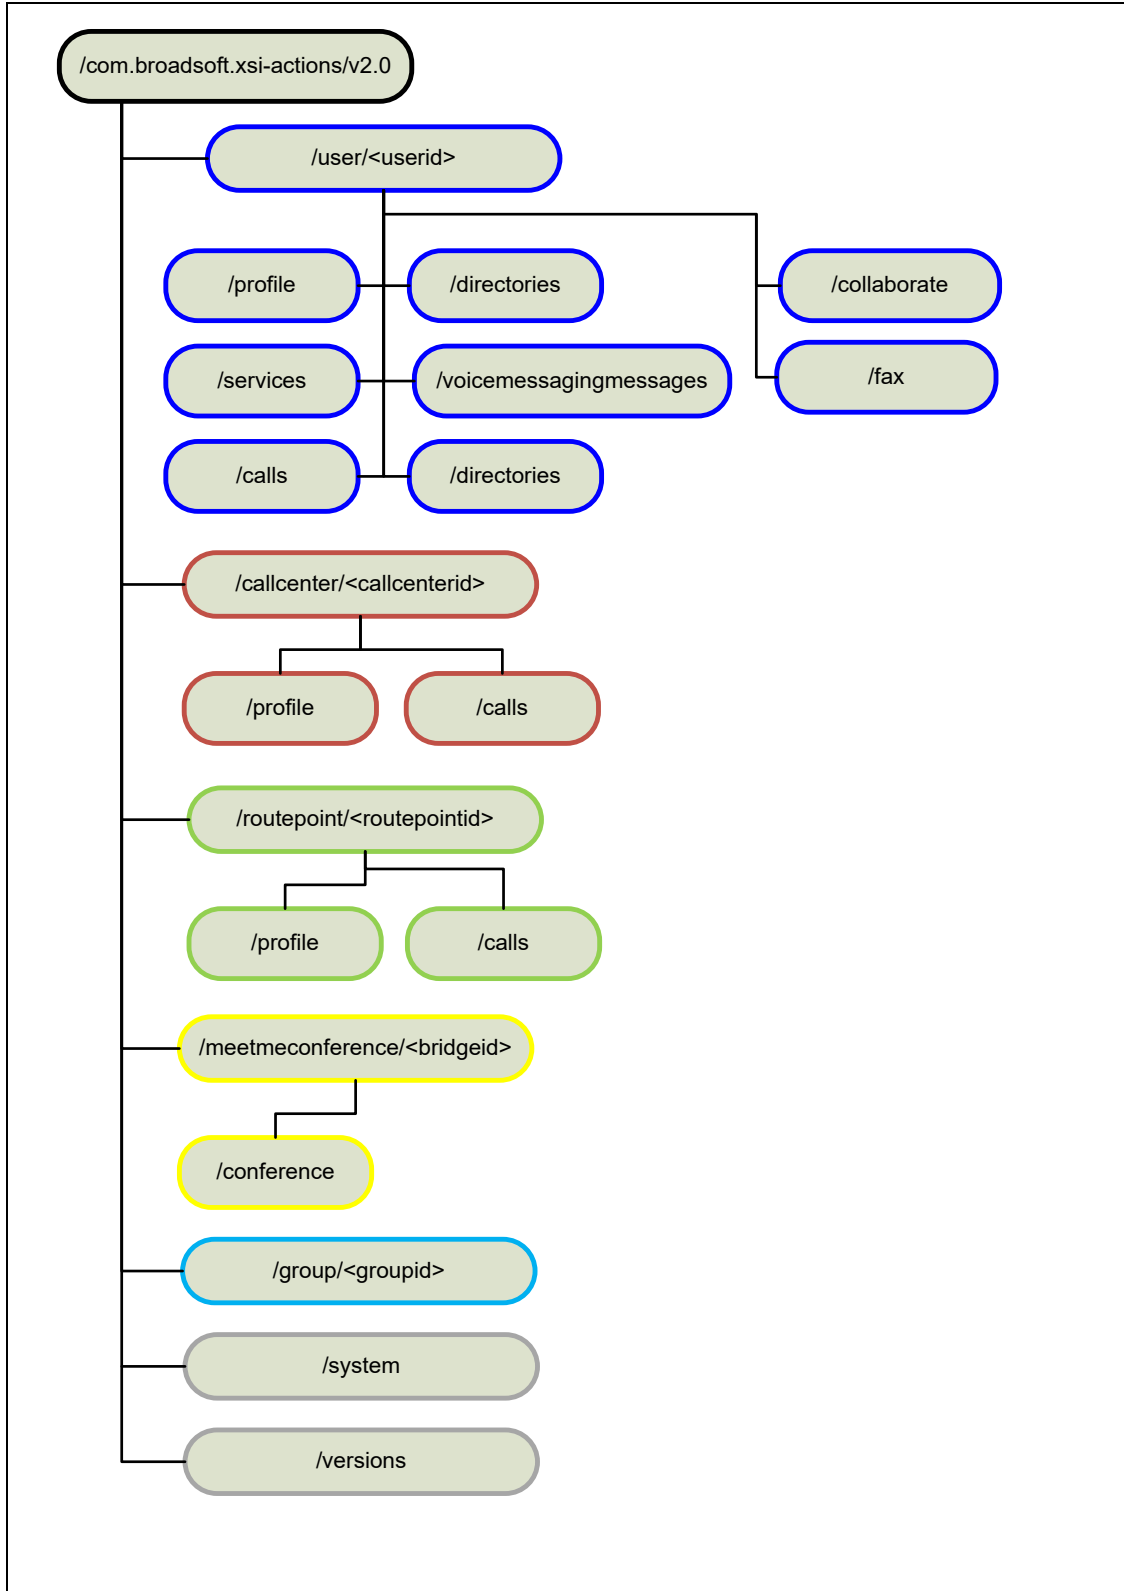 /com.broadsoft.xsi-actions/v2.0
/user/<userid>
/profile
/directories
/collaborate
/services
/voicemessagingmessages
/fax
/calls
/directories
/callcenter/<callcenterid>
/profile
/calls
/routepoint/<routepointid>
/profile
/calls
/meetmeconference/<bridgeid>
/conference
/group/<groupid>
/system
/versions